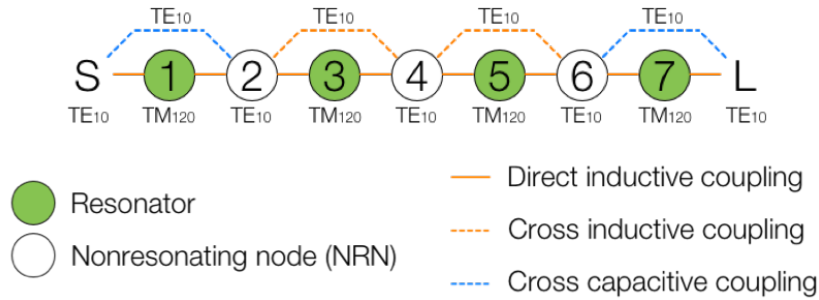 TE10 TE10 TE10 TE10
S 1 2 3 4 5 6 7 L
TE10 TM120 TE10 TM120 TE10 TM120 TE10 TM120 TE10
Resonator
Nonresonating node (NRN)
Direct inductive coupling
Cross inductive coupling
Cross capacitive coupling